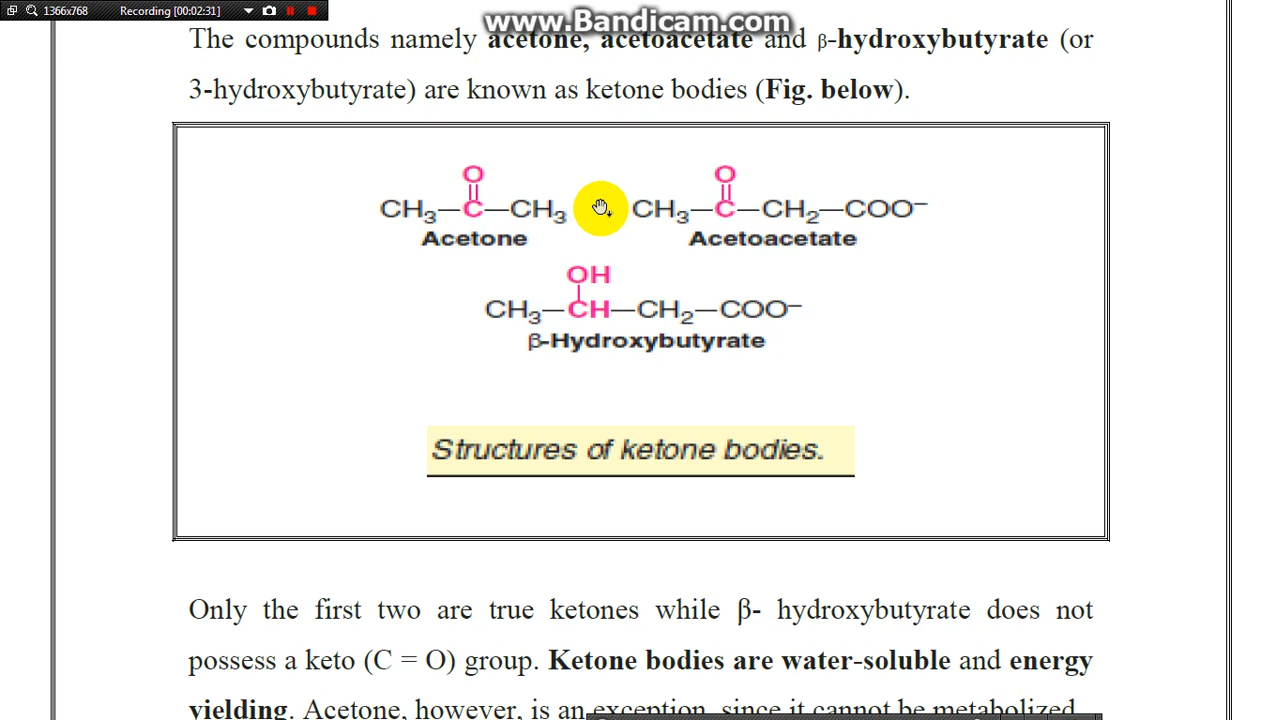 1366x768 Recording [00:02:31]
www.Bandicam.com
The compounds namely acetone, acetoacetate and β-hydroxybutyrate (or
3-hydroxybutyrate) are known as ketone bodies (Fig. below).
O O
CH₃—C—CH₃ CH₃—C—CH₂—COO⁻
Acetone Acetoacetate
OH
CH₃—CH—CH₂—COO⁻
β-Hydroxybutyrate
Structures of ketone bodies.
Only the first two are true ketones while β- hydroxybutyrate does not
possess a keto (C = O) group. Ketone bodies are water-soluble and energy
yielding. Acetone, however, is an exception, since it cannot be metabolized.